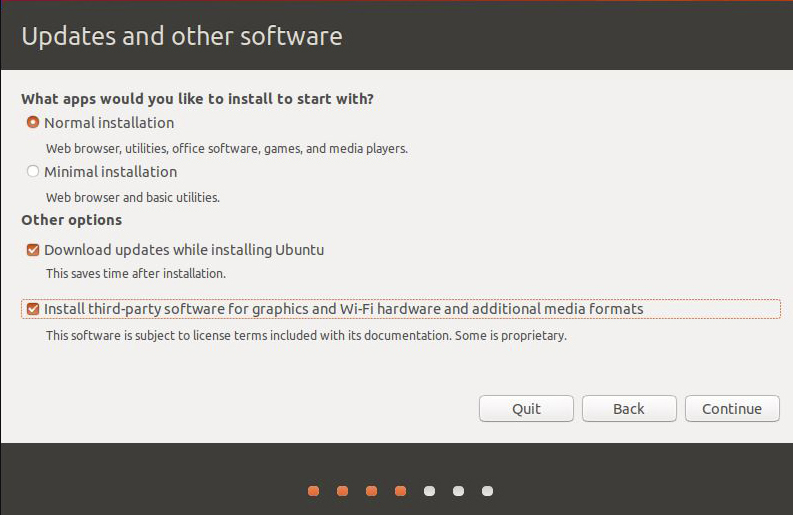 Updates and other software
What apps would you like to install to start with?
Normal installation
Web browser, utilities, office software, games, and media players.
Minimal installation
Web browser and basic utilities.
Other options
Download updates while installing Ubuntu
This saves time after installation.
Install third-party software for graphics and Wi-Fi hardware and additional media formats
This software is subject to license terms included with its documentation. Some is proprietary.
Quit Back Continue